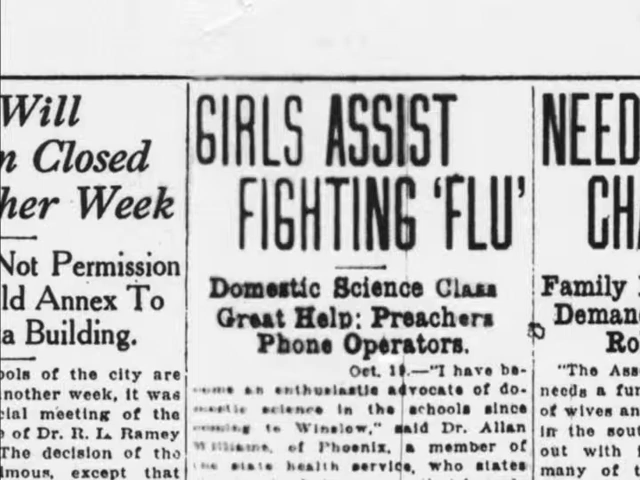 Will
n Closed
her Week
Not Permission
ld Annex To
a Building.
ools of the city are
nother week, it was
cial meeting of the
e of Dr. R. L. Ramey
The decision of the
imous, except that
GIRLS ASSIST
FIGHTING 'FLU'
Domestic Science Class
Great Help: Preachers
Phone Operators.
Oct. 19.—"I have be-
come an enthusiastic advocate of do-
mestic science in the schools since
coming to Winslow," said Dr. Allan
Williams, of Phoenix, a member of
the state health service, who states
NEED
CHA
Family
Deman
Ro
"The Ass
needs a fur
of wives an
in the sout
out with
many of t